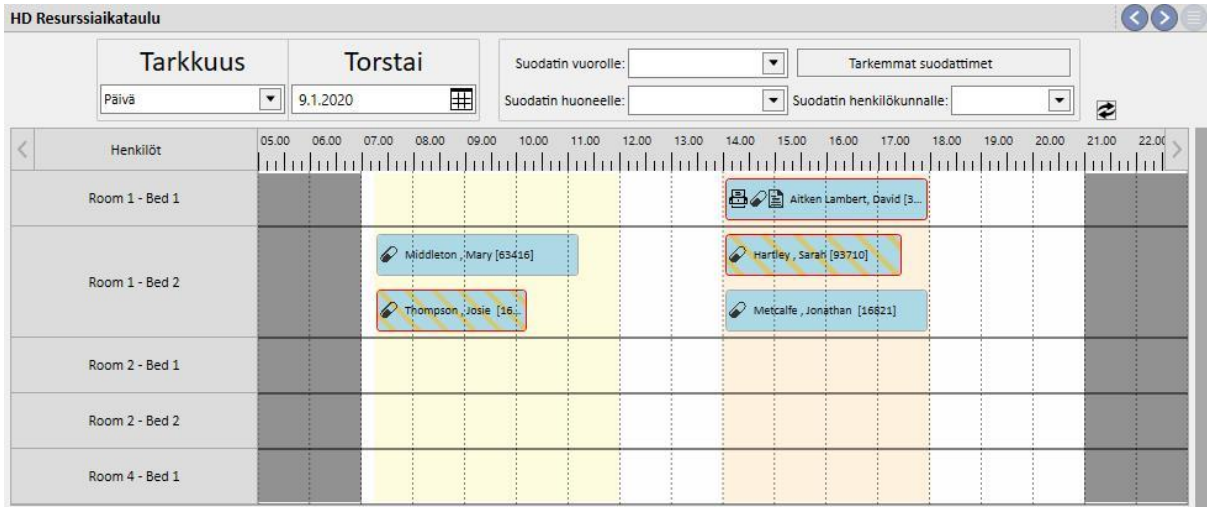 HD Resurssiaikataulu
Tarkkuus
Torstai
Suodatin vuorolle:
Tarkemmat suodattimet
Päivä
9.1.2020
Suodatin huoneelle:
Suodatin henkilökunnalle:
Henkilöt
05.00 06.00 07.00 08.00 09.00 10.00 11.00 12.00 13.00 14.00 15.00 16.00 17.00 18.00 19.00 20.00 21.00 22.00
Room 1 - Bed 1
Aitken Lambert, David [3...
Room 1 - Bed 2
Middleton , Mary [63416]
Hartley , Sarah [93710]
Thompson , Josie [16...
Metcalfe , Jonathan [16821]
Room 2 - Bed 1
Room 2 - Bed 2
Room 4 - Bed 1